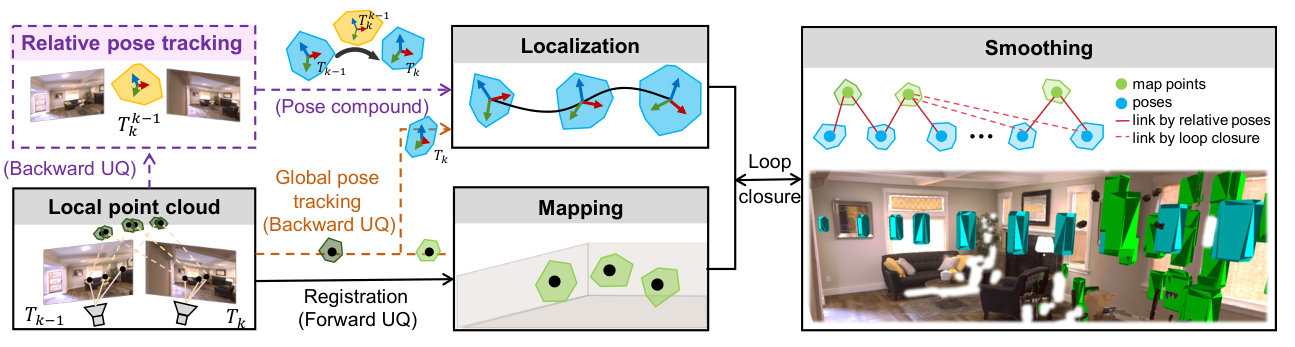 Relative pose tracking
T_k^{k-1}
(Backward UQ)
Local point cloud
T_{k-1}
T_k
T_k^{k-1}
T_{k-1}
T_k
(Pose compound)
T_k
Global pose
tracking
(Backward UQ)
Registration
(Forward UQ)
Localization
Mapping
Loop
closure
Smoothing
map points
poses
link by relative poses
link by loop closure